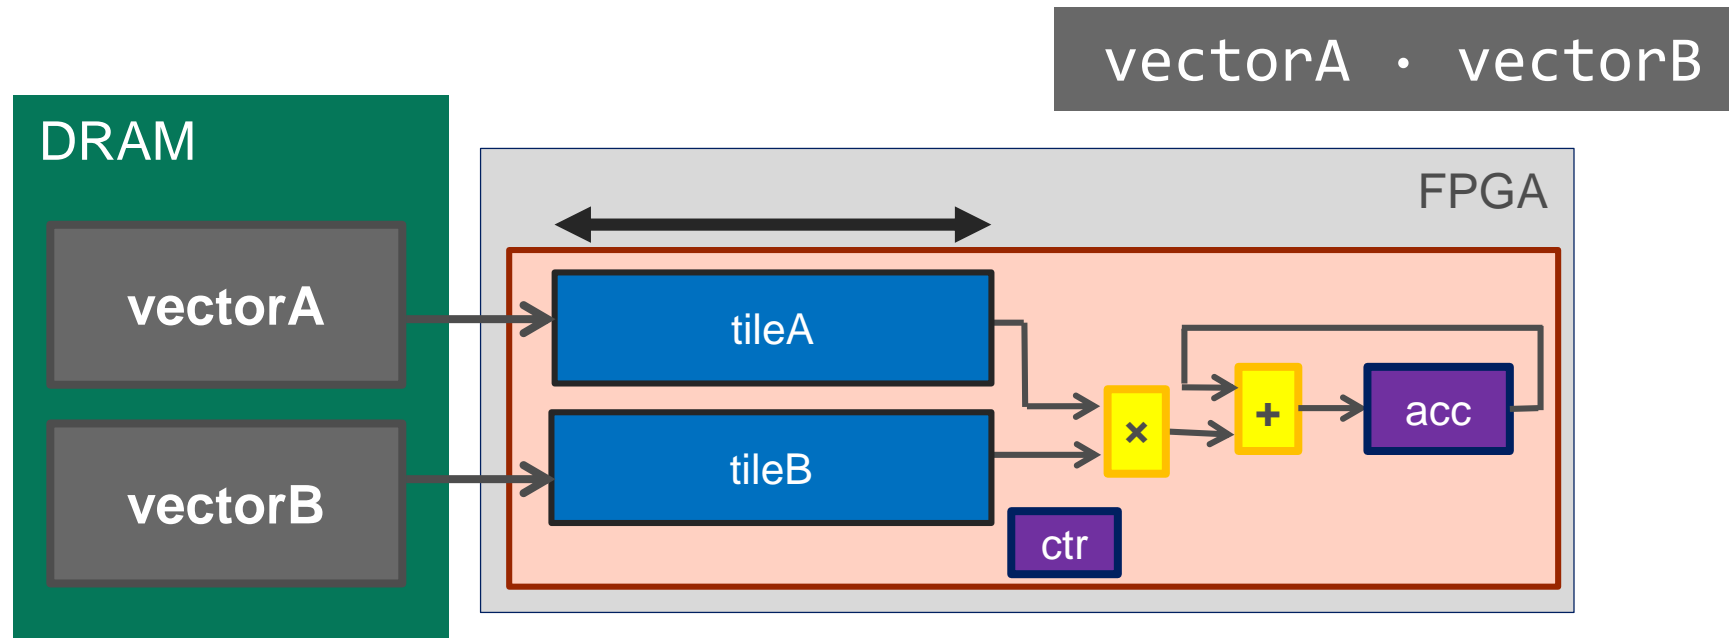 vectorA · vectorB
DRAM
FPGA
vectorA
tileA
acc
+
×
tileB
vectorB
ctr